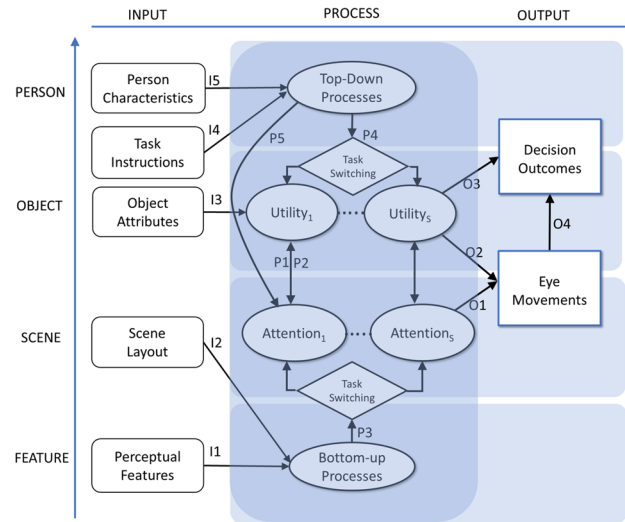 INPUT
PROCESS
OUTPUT
PERSON
OBJECT
SCENE
FEATURE
Person
Characteristics
Task
Instructions
Object
Attributes
Scene
Layout
Perceptual
Features
I5
I4
I3
I2
I1
Top-Down
Processes
P5
P4
Task
Switching
Utility₁
Utilityₛ
P1
P2
Attention₁
Attentionₛ
Task
Switching
P3
Bottom-up
Processes
O3
O2
O1
O4
Decision
Outcomes
Eye
Movements